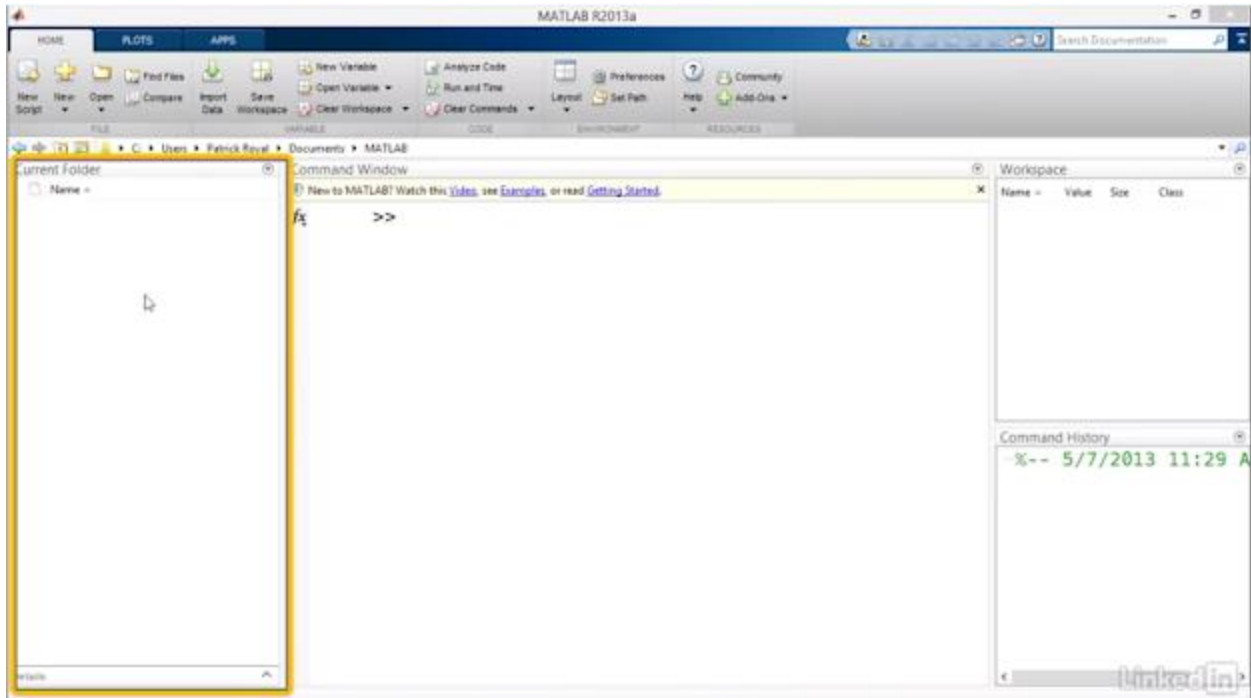 MATLAB R2013a
HOME PLOTS APPS
Search Documentation
New Script
New
Open
Find Files
Compare
Import Data
Save Workspace
New Variable
Open Variable
Clear Workspace
Analyze Code
Run and Time
Clear Commands
Layout
Preferences
Set Path
Help
Community
Add-Ons
FILE VARIABLE CODE ENVIRONMENT RESOURCES
C: Users Patrick Royal Documents MATLAB
Current Folder
Name
Details
Command Window
New to MATLAB? Watch this Video, see Examples, or read Getting Started.
fx >>
Workspace
Name Value Size Class
Command History
%-- 5/7/2013 11:29 A
Linked in